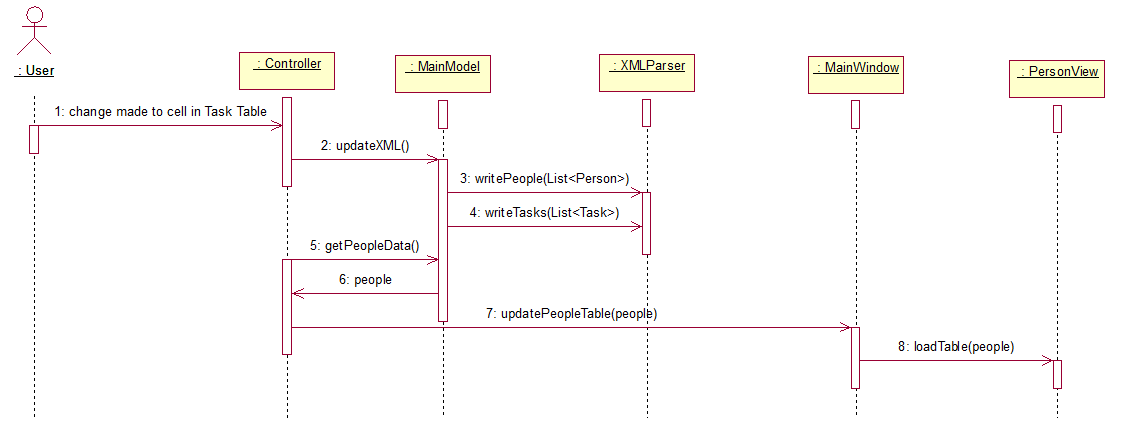 : User
: Controller
: MainModel
: XMLParser
: MainWindow
: PersonView
1: change made to cell in Task Table
2: updateXML()
3: writePeople(List<Person>)
4: writeTasks(List<Task>)
5: getPeopleData()
6: people
7: updatePeopleTable(people)
8: loadTable(people)